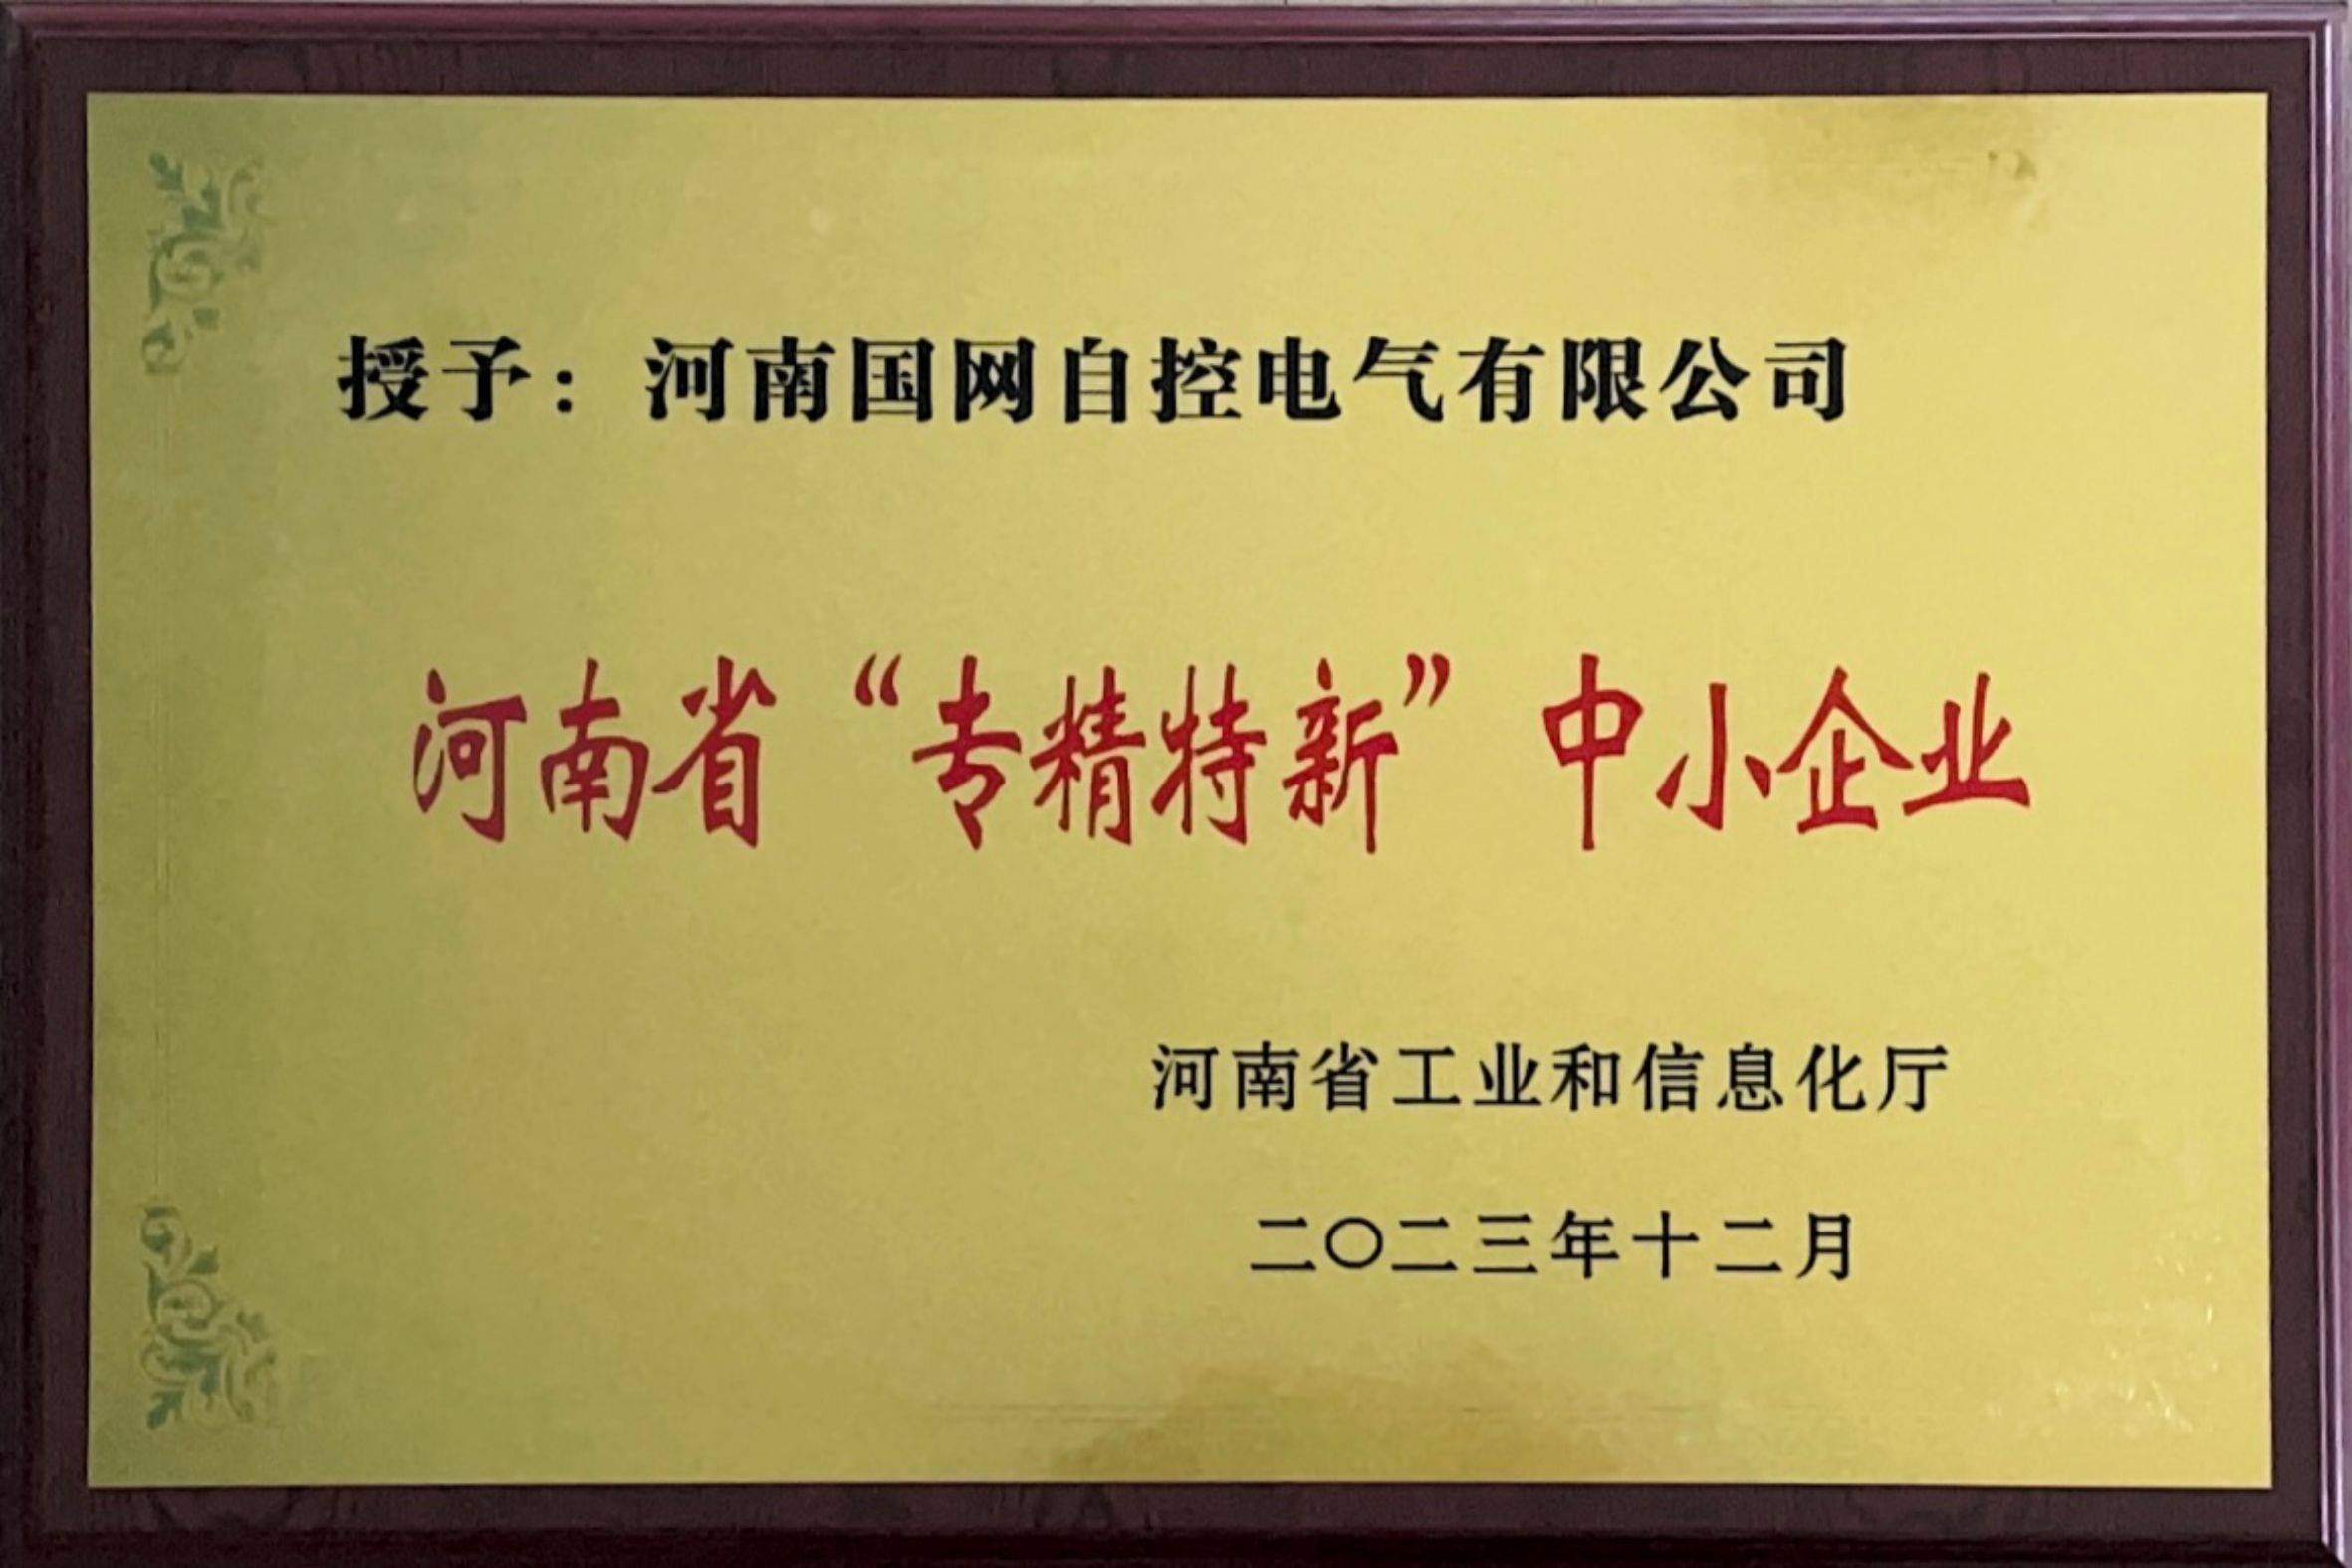 授予：河南国网自控电气有限公司
河南省“专精特新”中小企业
河南省工业和信息化厅
二〇二三年十二月